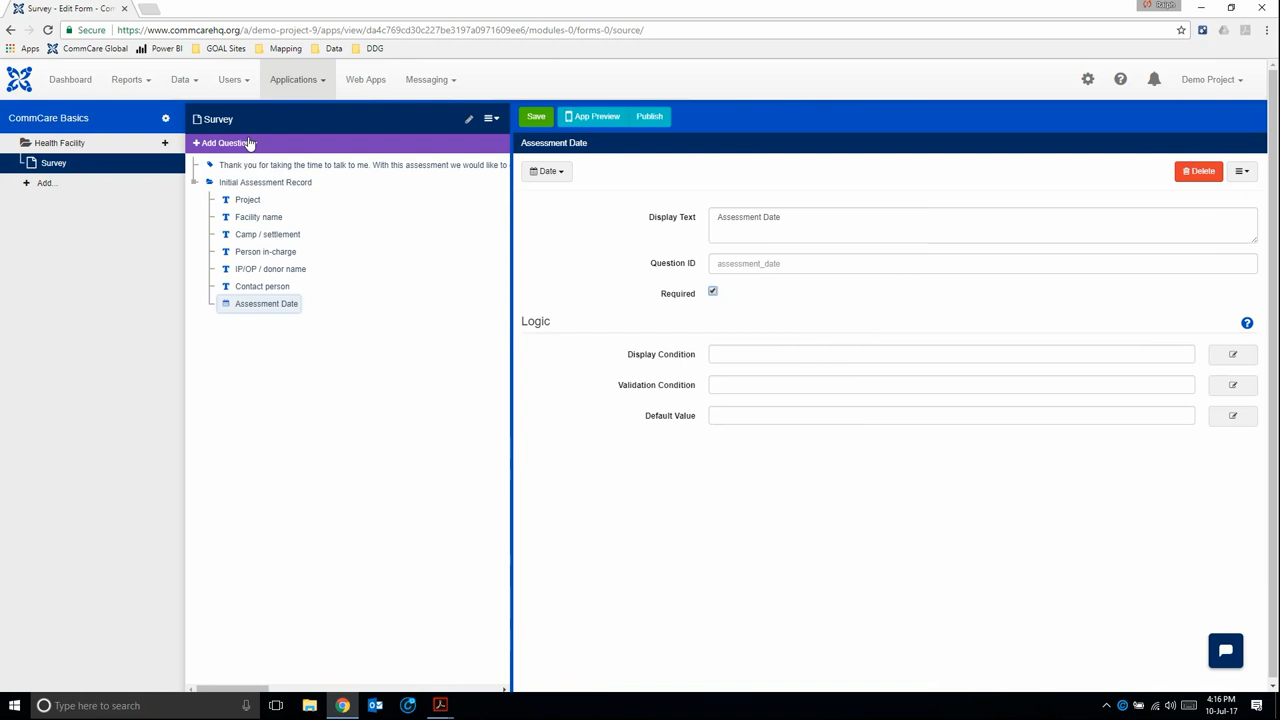 Survey - Edit Form - Co
Ralph
Secure
https://www.commcarehq.org/a/demo-project-9/apps/view/da4c769cd30c227be3197a0971609ee6/modules-0/forms-0/source/
Apps CommCare Global Power BI GOAL Sites Mapping Data DDG
Dashboard Reports Data Users Applications Web Apps Messaging Demo Project
CommCare Basics
Survey
Save App Preview Publish
Health Facility
+ Add Question
Assessment Date
Survey
Add...
Thank you for taking the time to talk to me. With this assessment we would like to
Initial Assessment Record
Project
Facility name
Camp / settlement
Person in-charge
IP/OP / donor name
Contact person
Assessment Date
Date
Delete
Display Text Assessment Date
Question ID assessment_date
Required
Logic
Display Condition
Validation Condition
Default Value
Type here to search
4:16 PM
10-Jul-17